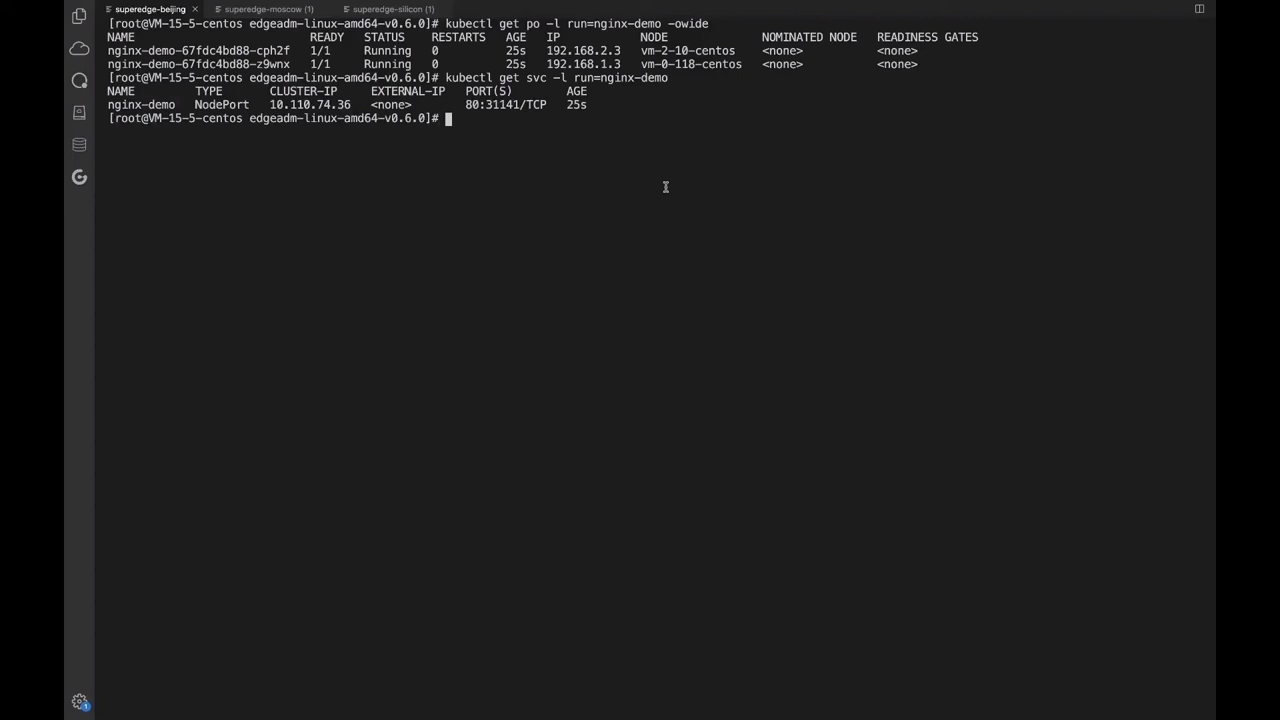 superedge-beijing × superedge-moscow (1) superedge-silicon (1)
[root@VM-15-5-centos edgeadm-linux-amd64-v0.6.0]# kubectl get po -l run=nginx-demo -owide
NAME READY STATUS RESTARTS AGE IP NODE NOMINATED NODE READINESS GATES
nginx-demo-67fdc4bd88-cph2f 1/1 Running 0 25s 192.168.2.3 vm-2-10-centos <none> <none>
nginx-demo-67fdc4bd88-z9wnx 1/1 Running 0 25s 192.168.1.3 vm-0-118-centos <none> <none>
[root@VM-15-5-centos edgeadm-linux-amd64-v0.6.0]# kubectl get svc -l run=nginx-demo
NAME TYPE CLUSTER-IP EXTERNAL-IP PORT(S) AGE
nginx-demo NodePort 10.110.74.36 <none> 80:31141/TCP 25s
[root@VM-15-5-centos edgeadm-linux-amd64-v0.6.0]#
1